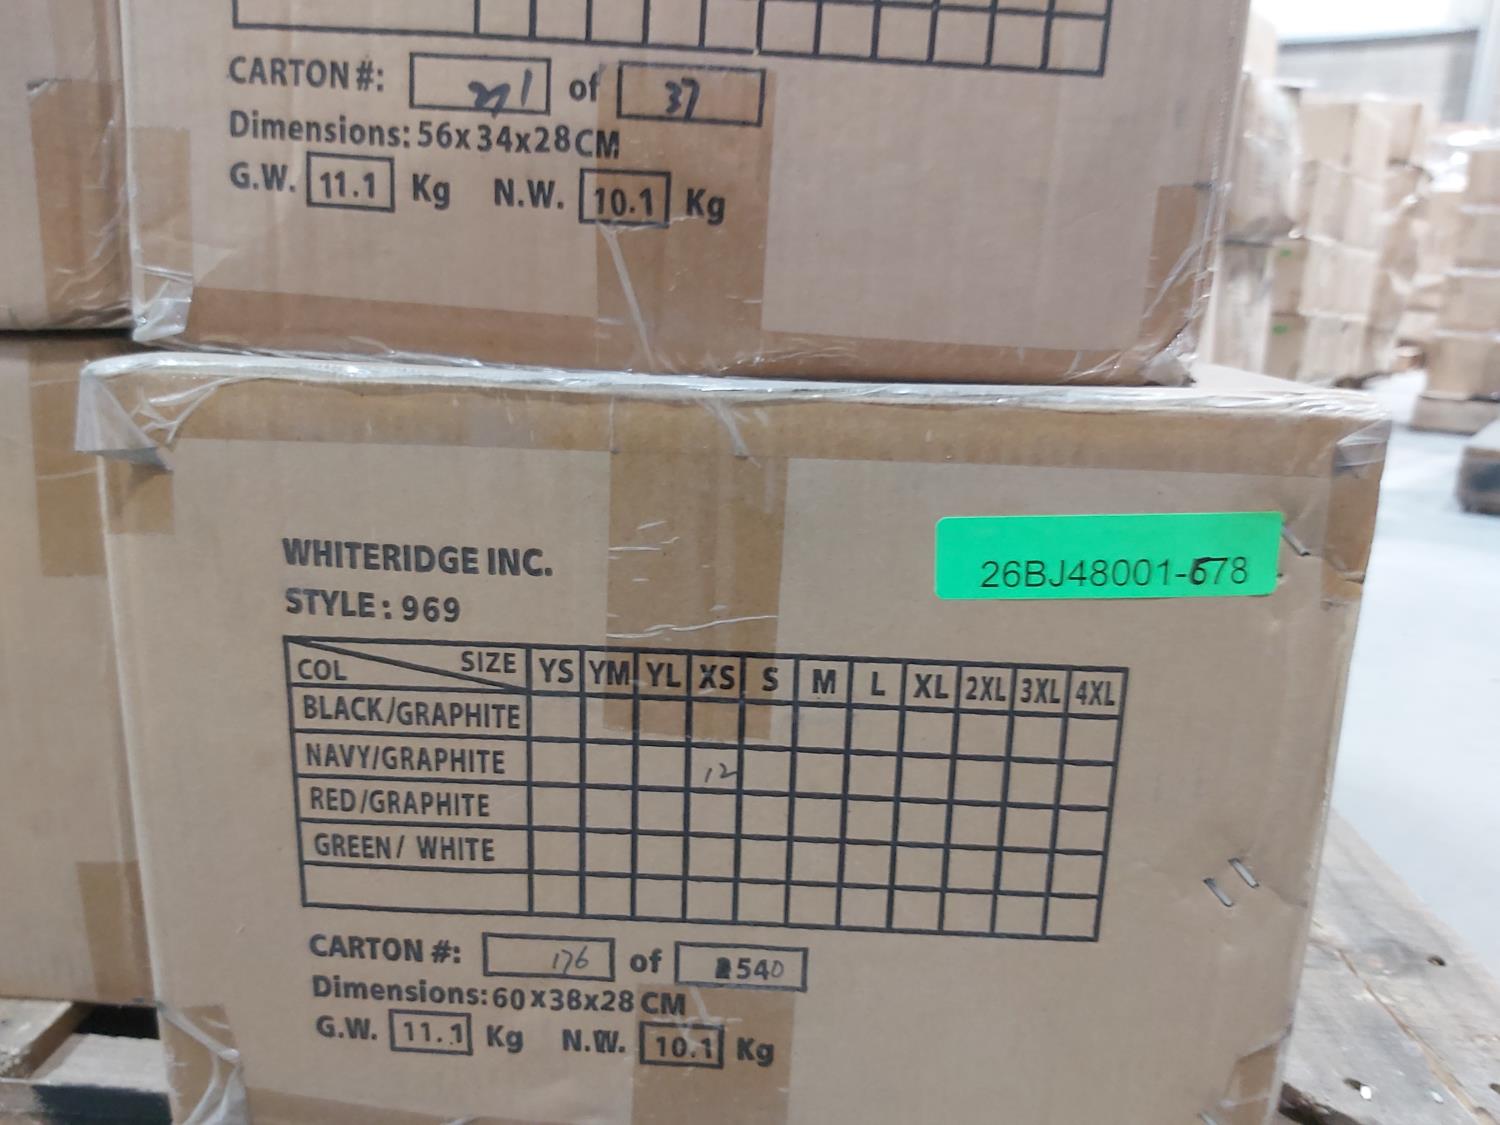 CARTON #: of 37
Dimensions: 56x34x28CM
G.W. 11.1 Kg N.W. 10.1 Kg
WHITERIDGE INC.
STYLE: 969
26BJ48001-678
COL SIZE YS YM YL XS S M L XL 2XL 3XL 4XL
BLACK/GRAPHITE
NAVY/GRAPHITE 12
RED/GRAPHITE
GREEN/ WHITE
CARTON #: 176 of 540
Dimensions: 60x38x28 CM
G.W. 11.1 Kg N.W. 10.1 Kg